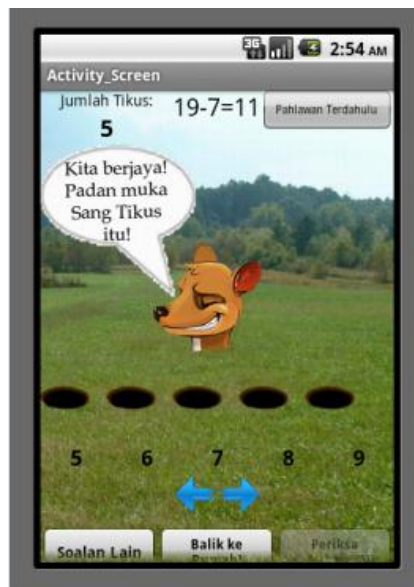 3G 2:54 AM
Activity_Screen
Jumlah Tikus:
5
19-7=11
Pahlawan Terdahulu
Kita berjaya!
Padan muka
Sang Tikus
itu!
5 6 7 8 9
Soalan Lain
Balik ke
Periksa